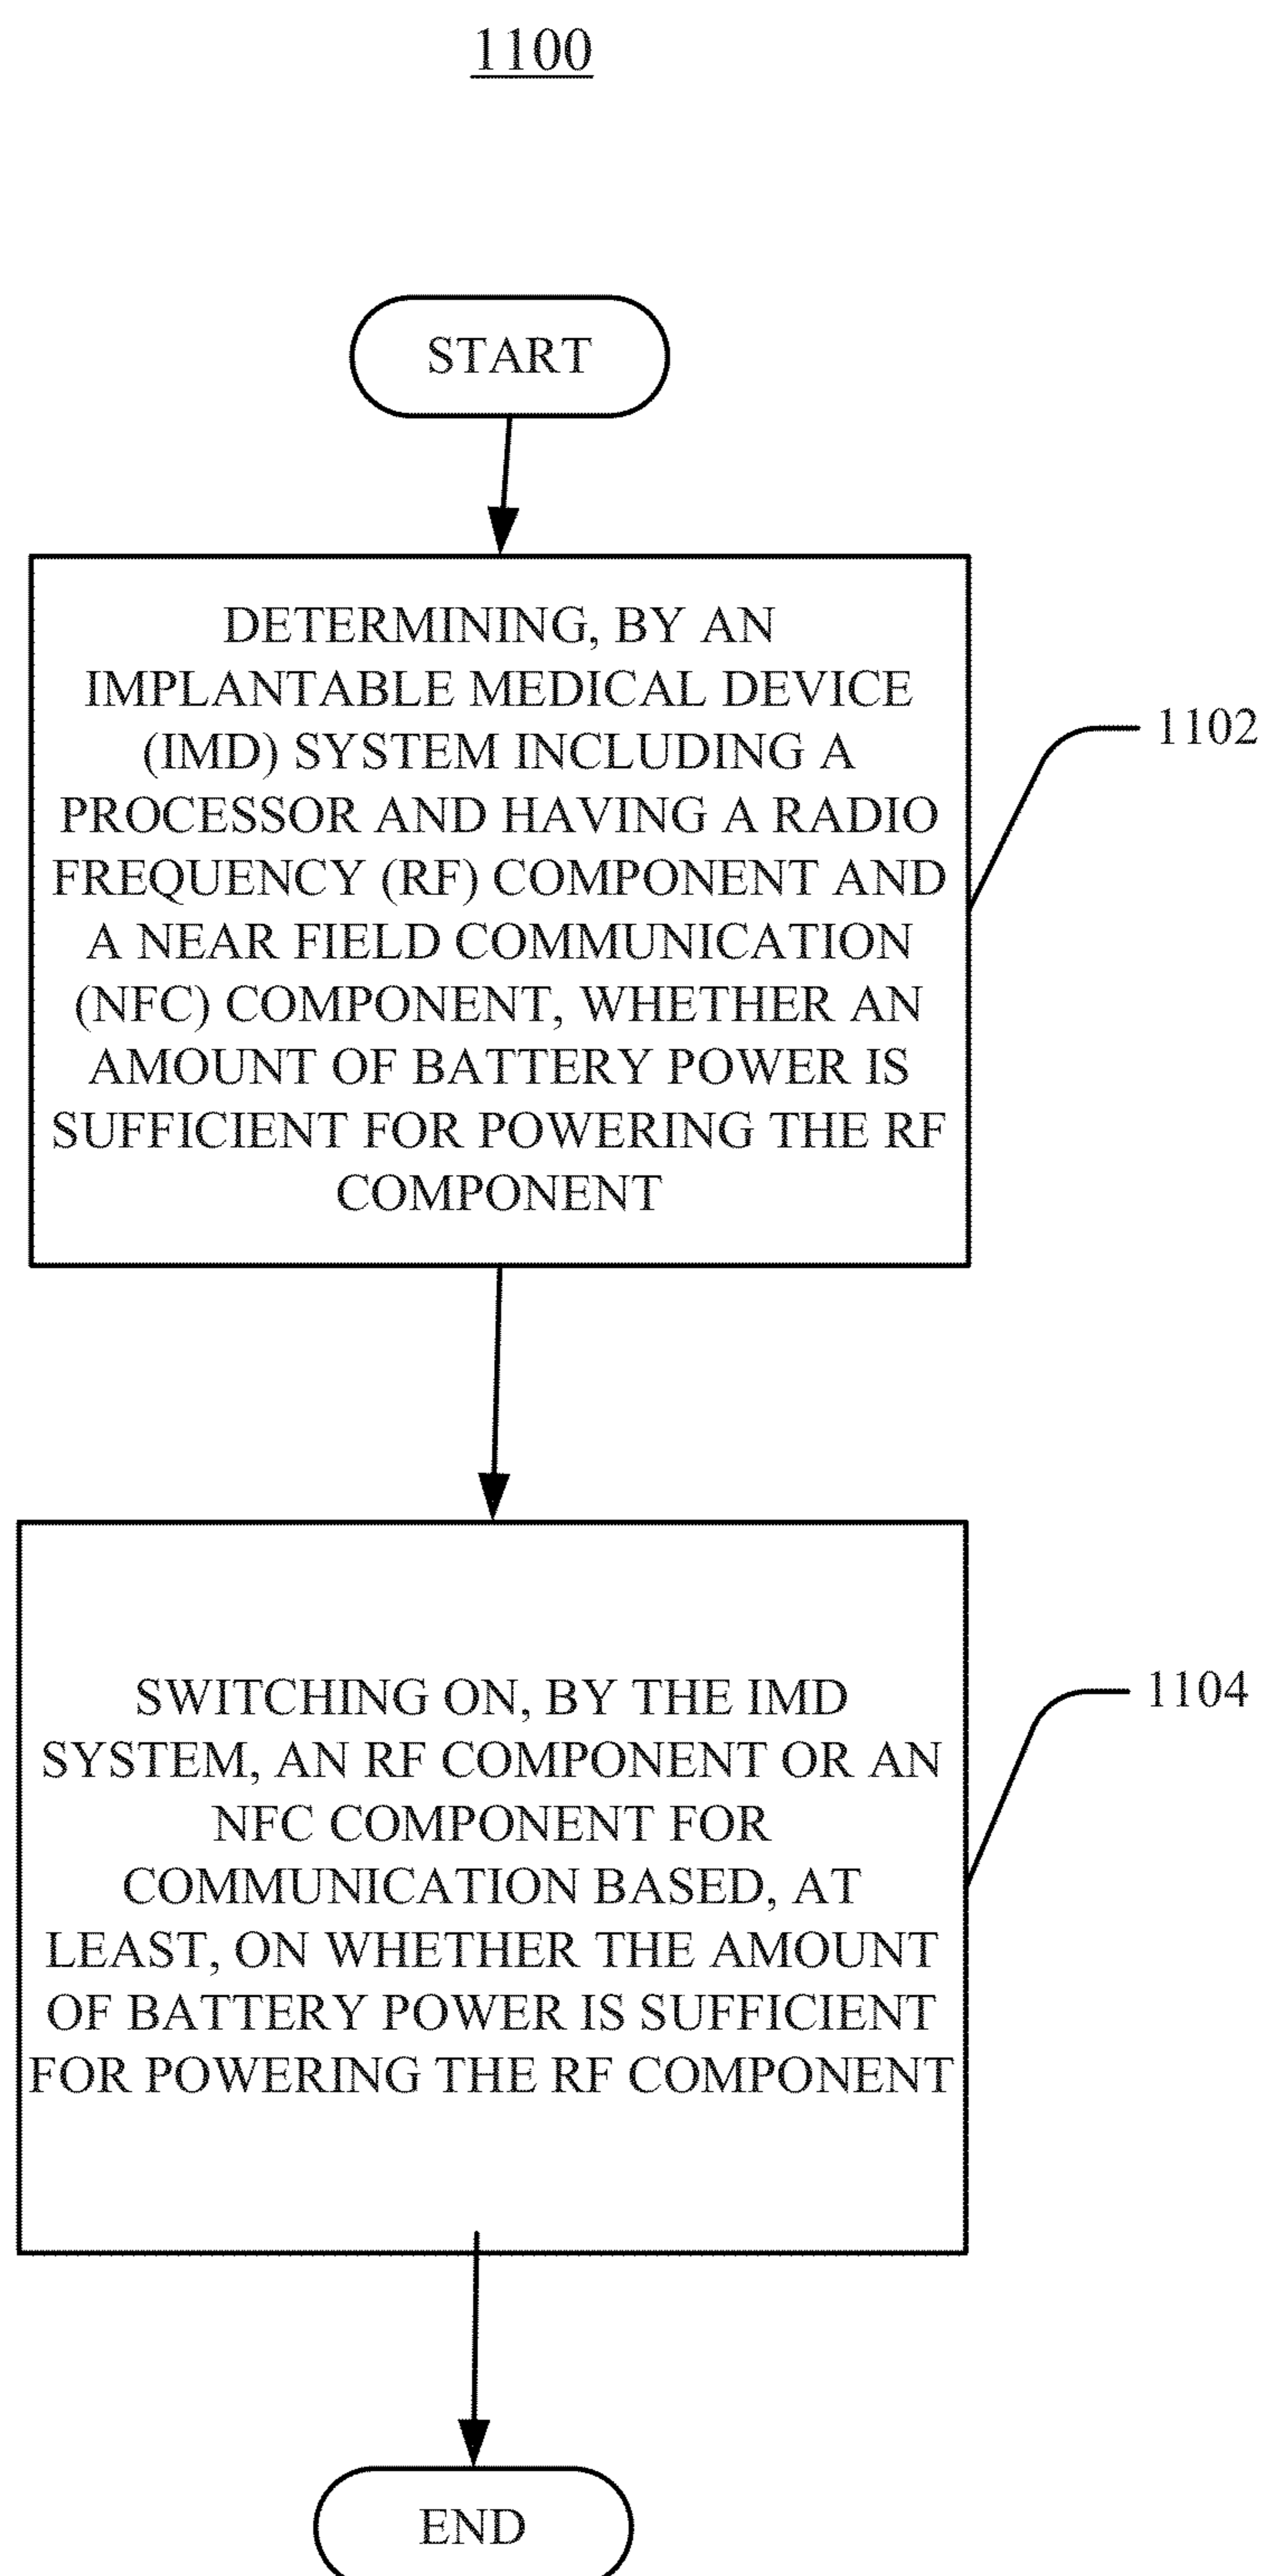 1100
START
DETERMINING, BY AN
IMPLANTABLE MEDICAL DEVICE
(IMD) SYSTEM INCLUDING A
PROCESSOR AND HAVING A RADIO
FREQUENCY (RF) COMPONENT AND
A NEAR FIELD COMMUNICATION
(NFC) COMPONENT, WHETHER AN
AMOUNT OF BATTERY POWER IS
SUFFICIENT FOR POWERING THE RF
COMPONENT
1102
SWITCHING ON, BY THE IMD
SYSTEM, AN RF COMPONENT OR AN
NFC COMPONENT FOR
COMMUNICATION BASED, AT
LEAST, ON WHETHER THE AMOUNT
OF BATTERY POWER IS SUFFICIENT
FOR POWERING THE RF COMPONENT
1104
END